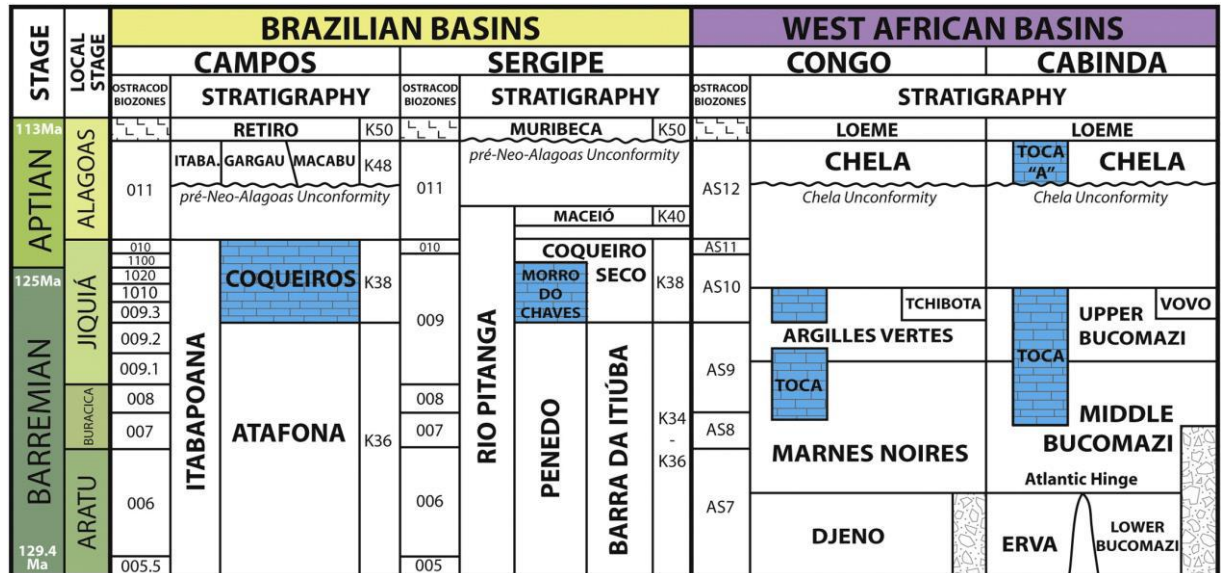 BRAZILIAN BASINS
WEST AFRICAN BASINS
STAGE
LOCAL
STAGE
CAMPOS
SERGIPE
CONGO
CABINDA
OSTRACOD
BIOZONES
STRATIGRAPHY
OSTRACOD
BIOZONES
STRATIGRAPHY
OSTRACOD
BIOZONES
STRATIGRAPHY
113Ma
APTIAN
125Ma
BARREMIAN
129.4
Ma
ALAGOAS
JIQUIÁ
BURACICA
ARATU
011
010
1100
1020
1010
009.3
009.2
009.1
008
007
006
005.5
RETIRO
K50
ITABA.
GARGAU
MACABU
K48
pré-Neo-Alagoas Unconformity
ITABAPOANA
COQUEIROS
K38
ATAFONA
K36
011
010
009
008
007
006
005
MURIBECA
K50
pré-Neo-Alagoas Unconformity
RIO PITANGA
MACEIÓ
K40
COQUEIRO
SECO
K38
MORRO
DO
CHAVES
PENEDO
BARRA DA ITIÚBA
K34
-
K36
AS12
AS11
AS10
AS9
AS8
AS7
LOEME
CHELA
Chela Unconformity
TCHIBOTA
ARGILLES VERTES
TOCA
MARNES NOIRES
DJENO
LOEME
TOCA
"A"
CHELA
Chela Unconformity
UPPER
BUCOMAZI
VOVO
TOCA
MIDDLE
BUCOMAZI
Atlantic Hinge
ERVA
LOWER
BUCOMAZI